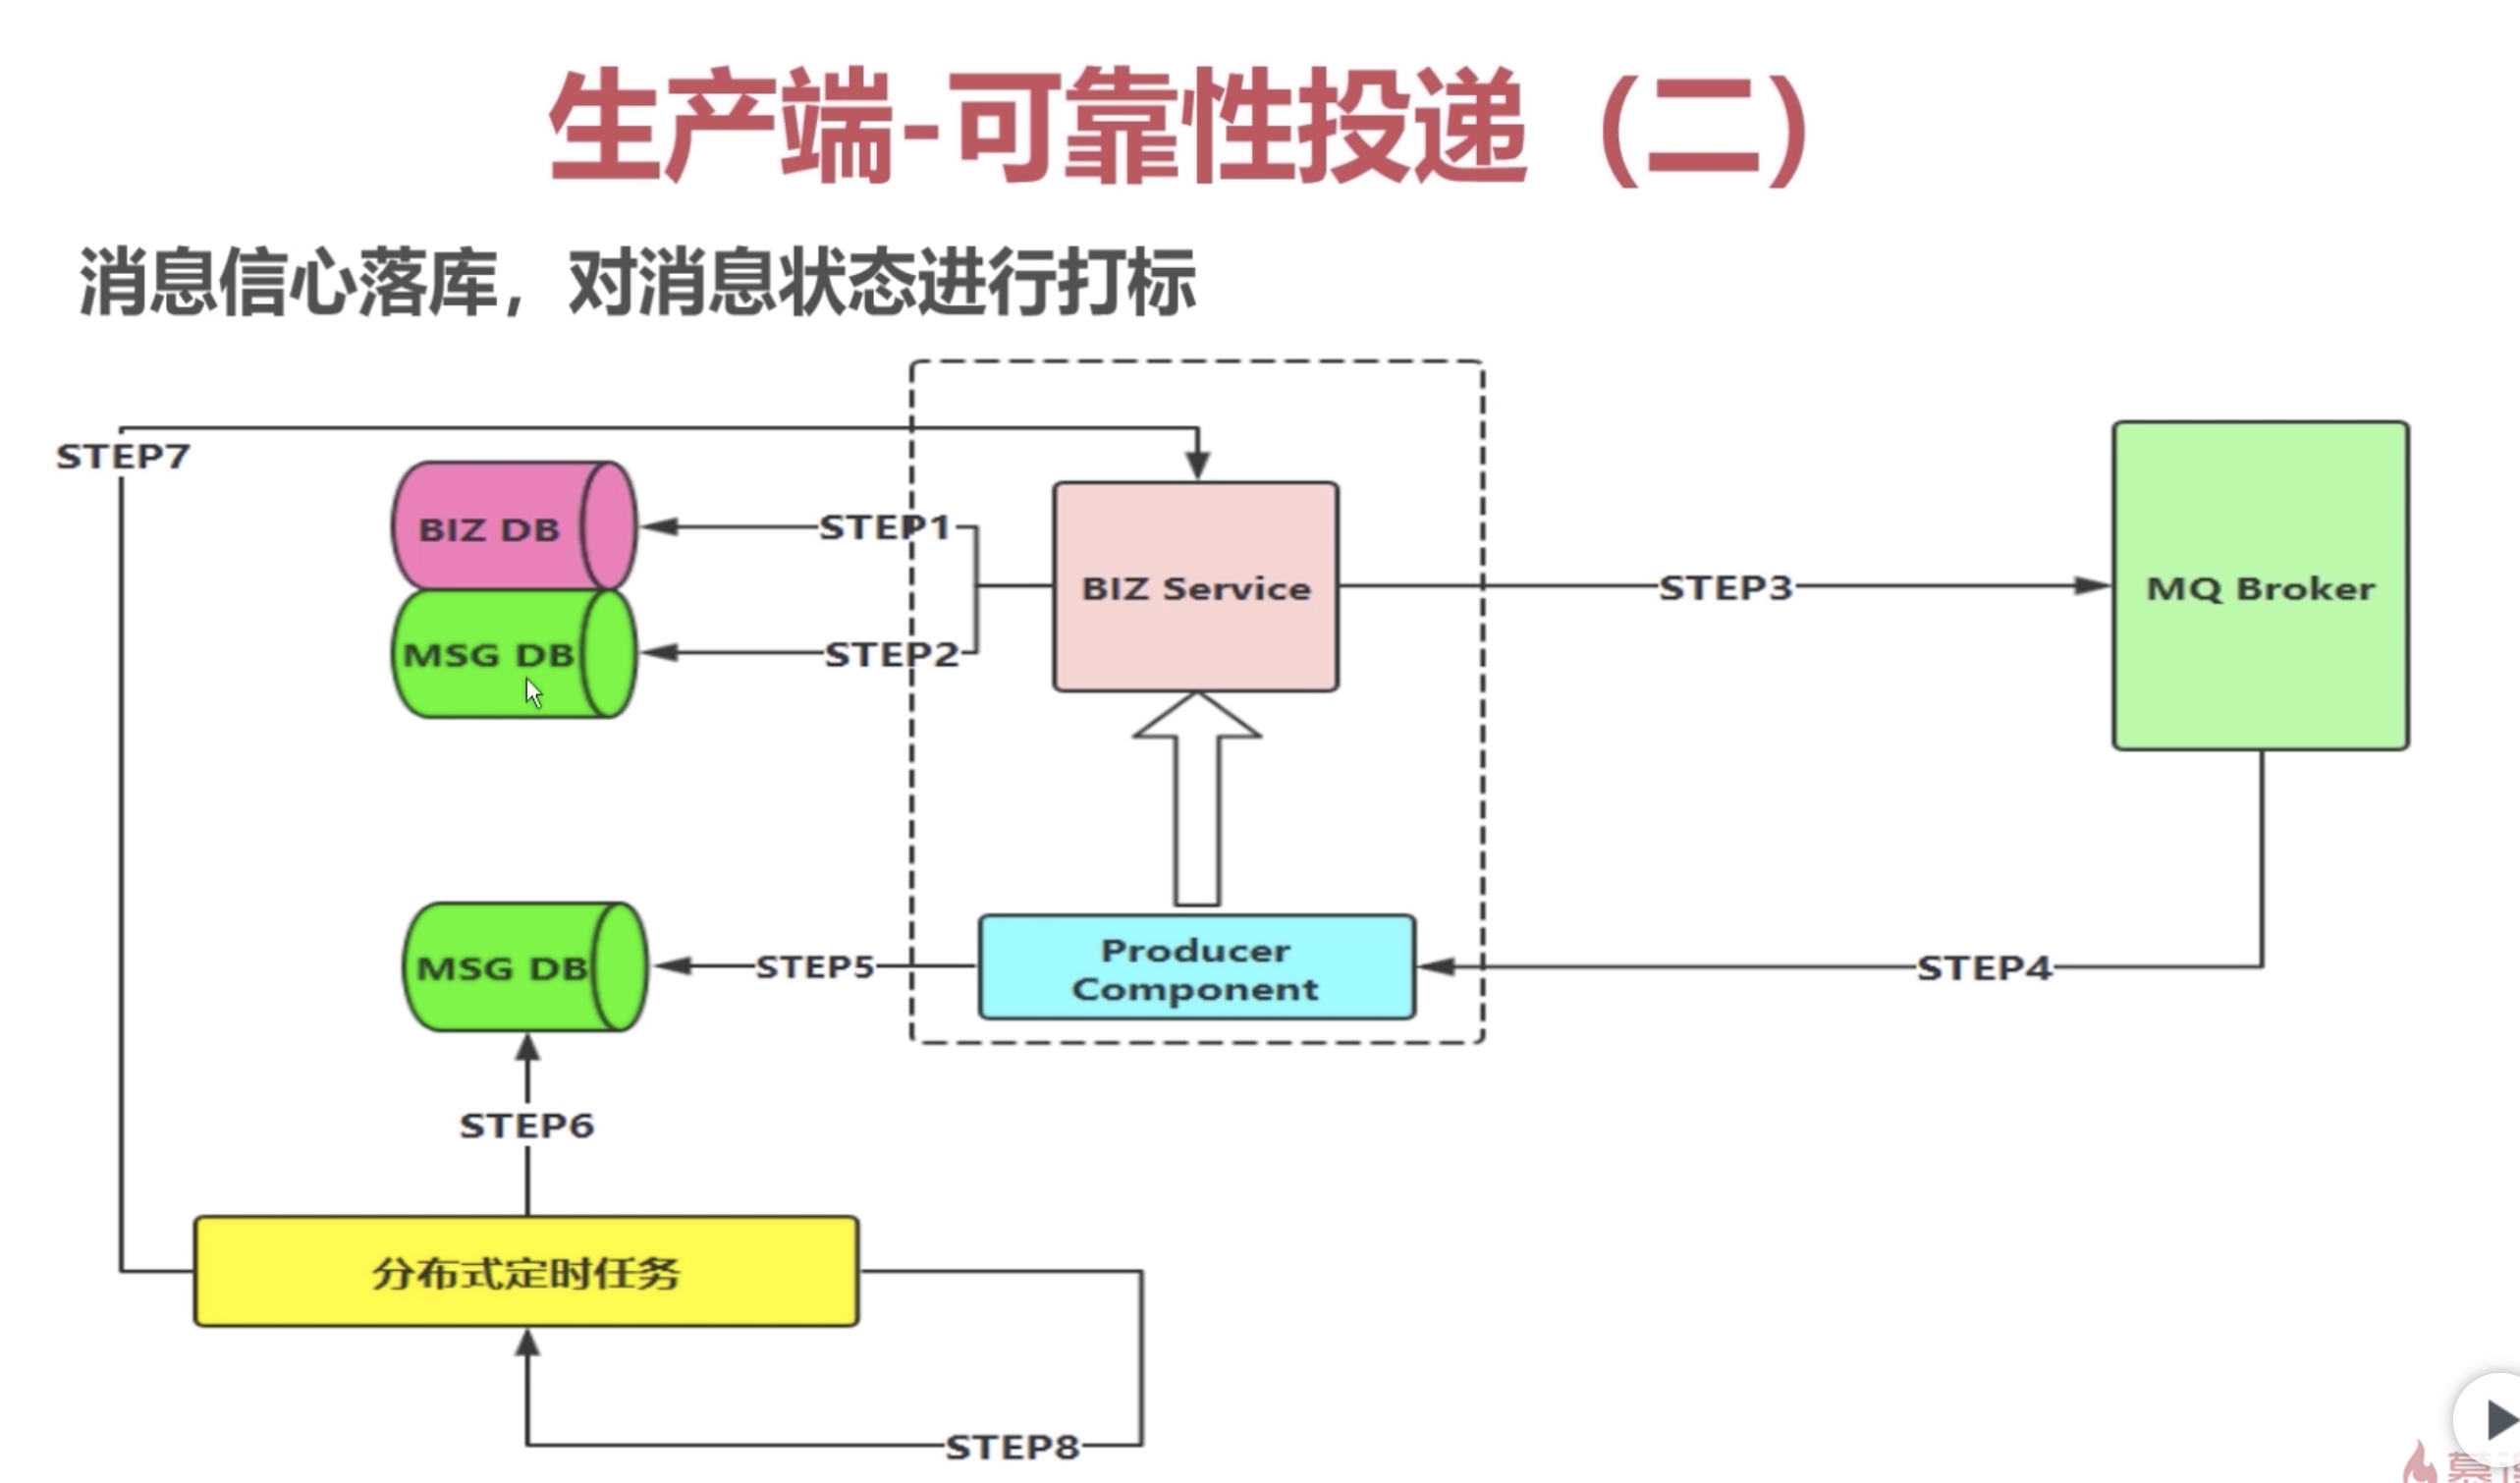 生产端-可靠性投递（二）
消息信心落库，对消息状态进行打标
STEP7
BIZ DB
STEP1
MSG DB
STEP2
BIZ Service
STEP3
MQ Broker
MSG DB
STEP5
Producer
Component
STEP4
STEP6
分布式定时任务
STEP8